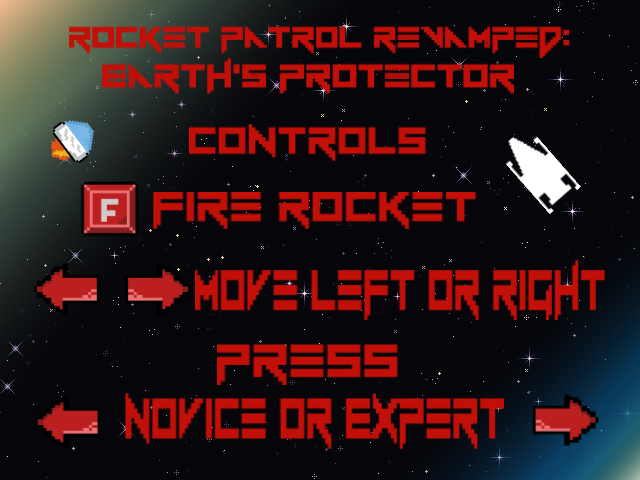 ROCKET PATROL REVAMPED:
EARTH'S PROTECTOR
CONTROLS
F FIRE ROCKET
MOVE LEFT OR RIGHT
PRESS
NOVICE OR EXPERT